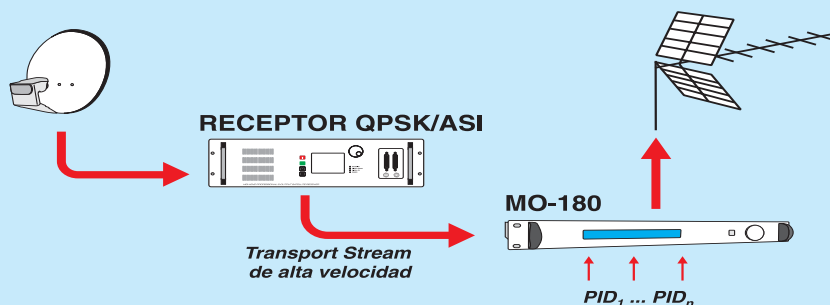 RECEPTOR QPSK/ASI
MO-180
Transport Stream
de alta velocidad
PID₁ ... PIDₙ